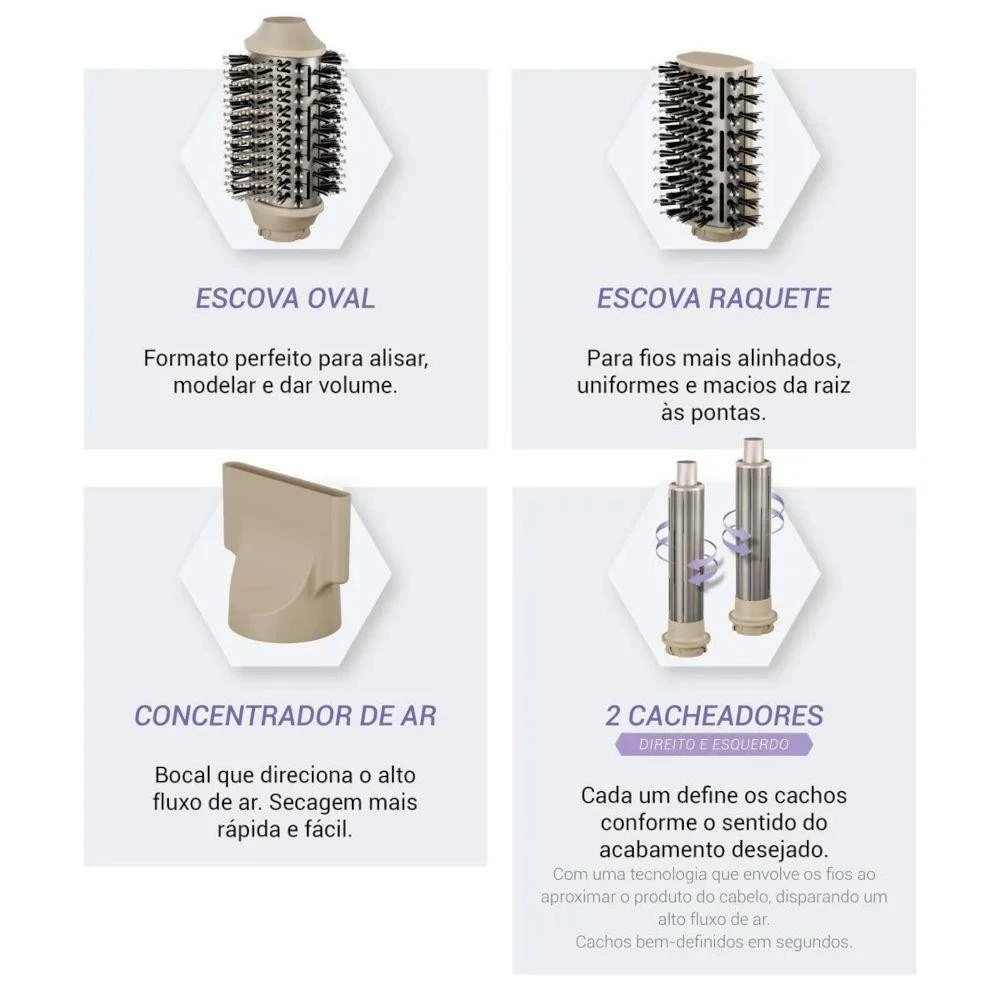 ESCOVA OVAL
Formato perfeito para alisar,
modelar e dar volume.
ESCOVA RAQUETE
Para fios mais alinhados,
uniformes e macios da raiz
às pontas.
CONCENTRADOR DE AR
Bocal que direciona o alto
fluxo de ar. Secagem mais
rápida e fácil.
2 CACHEADORES
DIREITO E ESQUERDO
Cada um define os cachos
conforme o sentido do
acabamento desejado.
Com uma tecnologia que envolve os fios ao
aproximar o produto do cabelo, disparando um
alto fluxo de ar.
Cachos bem-definidos em segundos.